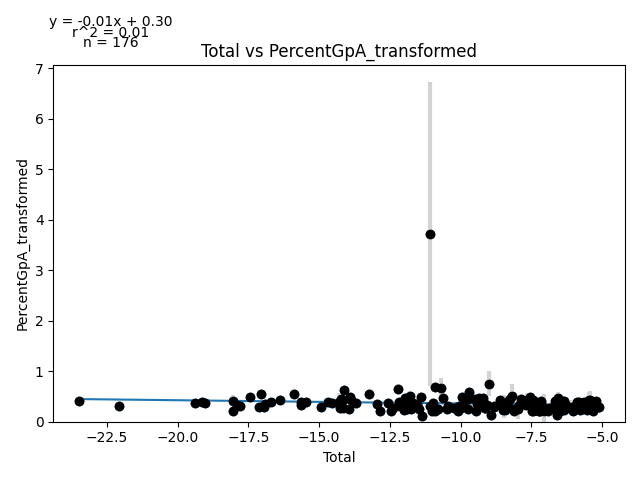 y = -0.01x + 0.30
r^2 = 0.01
n = 176
Total vs PercentGpA_transformed
PercentGpA_transformed
7
6
5
4
3
2
1
0
−22.5 −20.0 −17.5 −15.0 −12.5 −10.0 −7.5 −5.0
Total